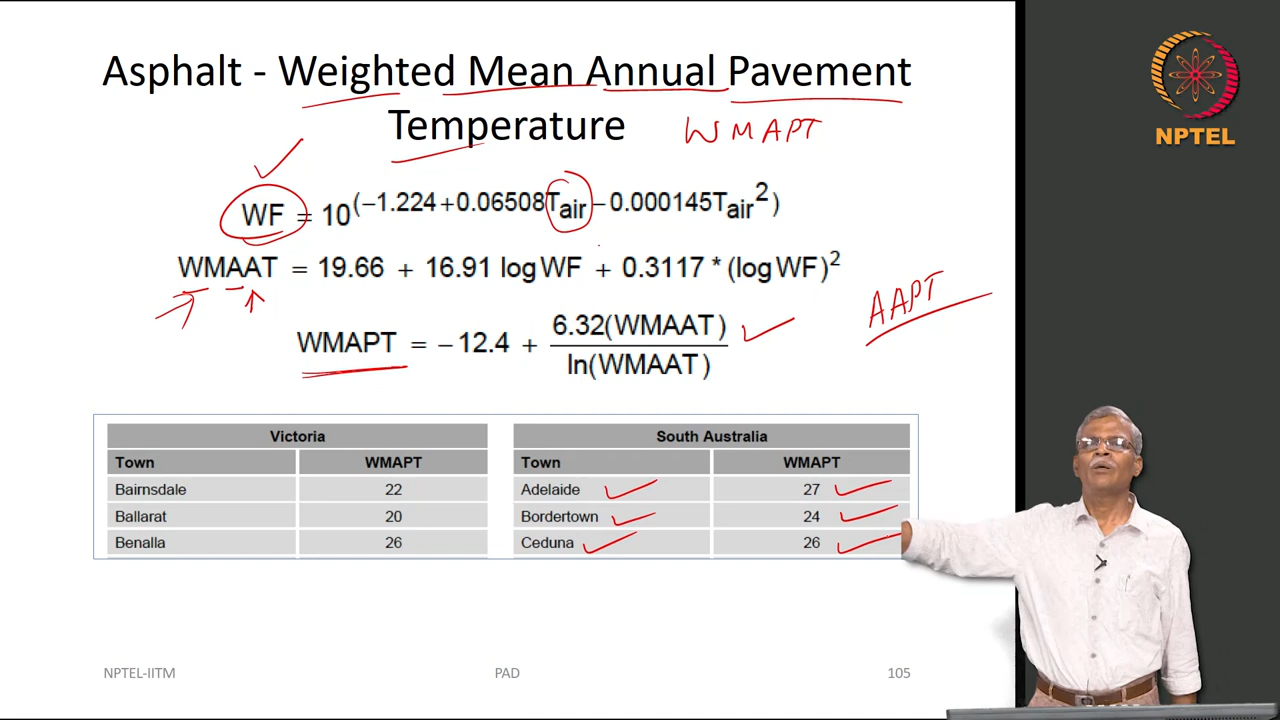 Asphalt - Weighted Mean Annual Pavement
Temperature
WMAPT
WF = 10^(−1.224+0.06508T_air−0.000145T_air^2)
WMAAT = 19.66 + 16.91 log WF + 0.3117 * (log WF)^2
AAPT
WMAPT = −12.4 + 6.32(WMAAT) / ln(WMAAT)
Victoria
Town WMAPT
Bairnsdale 22
Ballarat 20
Benalla 26
South Australia
Town WMAPT
Adelaide 27
Bordertown 24
Ceduna 26
NPTEL-IITM PAD 105
NPTEL